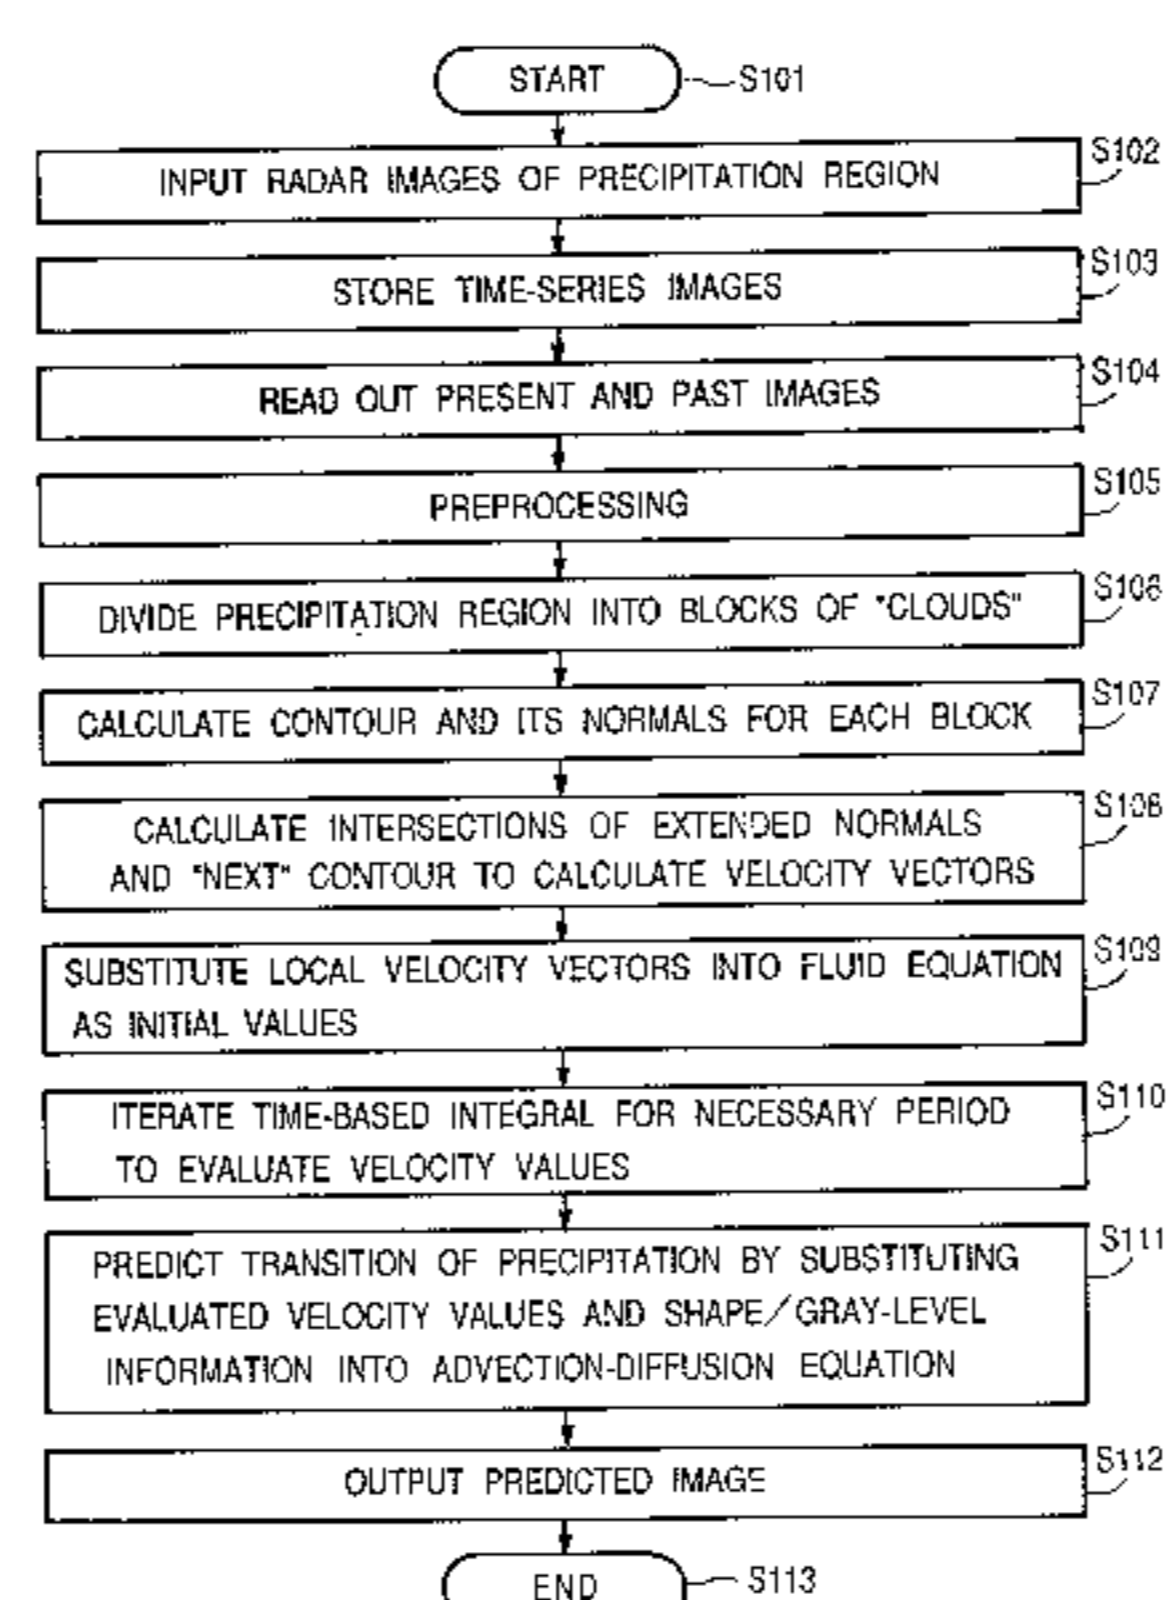 START
S101
INPUT RADAR IMAGES OF PRECIPITATION REGION
S102
STORE TIME-SERIES IMAGES
S103
READ OUT PRESENT AND PAST IMAGES
S104
PREPROCESSING
S105
DIVIDE PRECIPITATION REGION INTO BLOCKS OF "CLOUDS"
S106
CALCULATE CONTOUR AND ITS NORMALS FOR EACH BLOCK
S107
CALCULATE INTERSECTIONS OF EXTENDED NORMALS
AND "NEXT" CONTOUR TO CALCULATE VELOCITY VECTORS
S108
SUBSTITUTE LOCAL VELOCITY VECTORS INTO FLUID EQUATION
AS INITIAL VALUES
S109
ITERATE TIME-BASED INTEGRAL FOR NECESSARY PERIOD
TO EVALUATE VELOCITY VALUES
S110
PREDICT TRANSITION OF PRECIPITATION BY SUBSTITUTING
EVALUATED VELOCITY VALUES AND SHAPE/GRAY-LEVEL
INFORMATION INTO ADVECTION-DIFFUSION EQUATION
S111
OUTPUT PREDICTED IMAGE
S112
END
S113